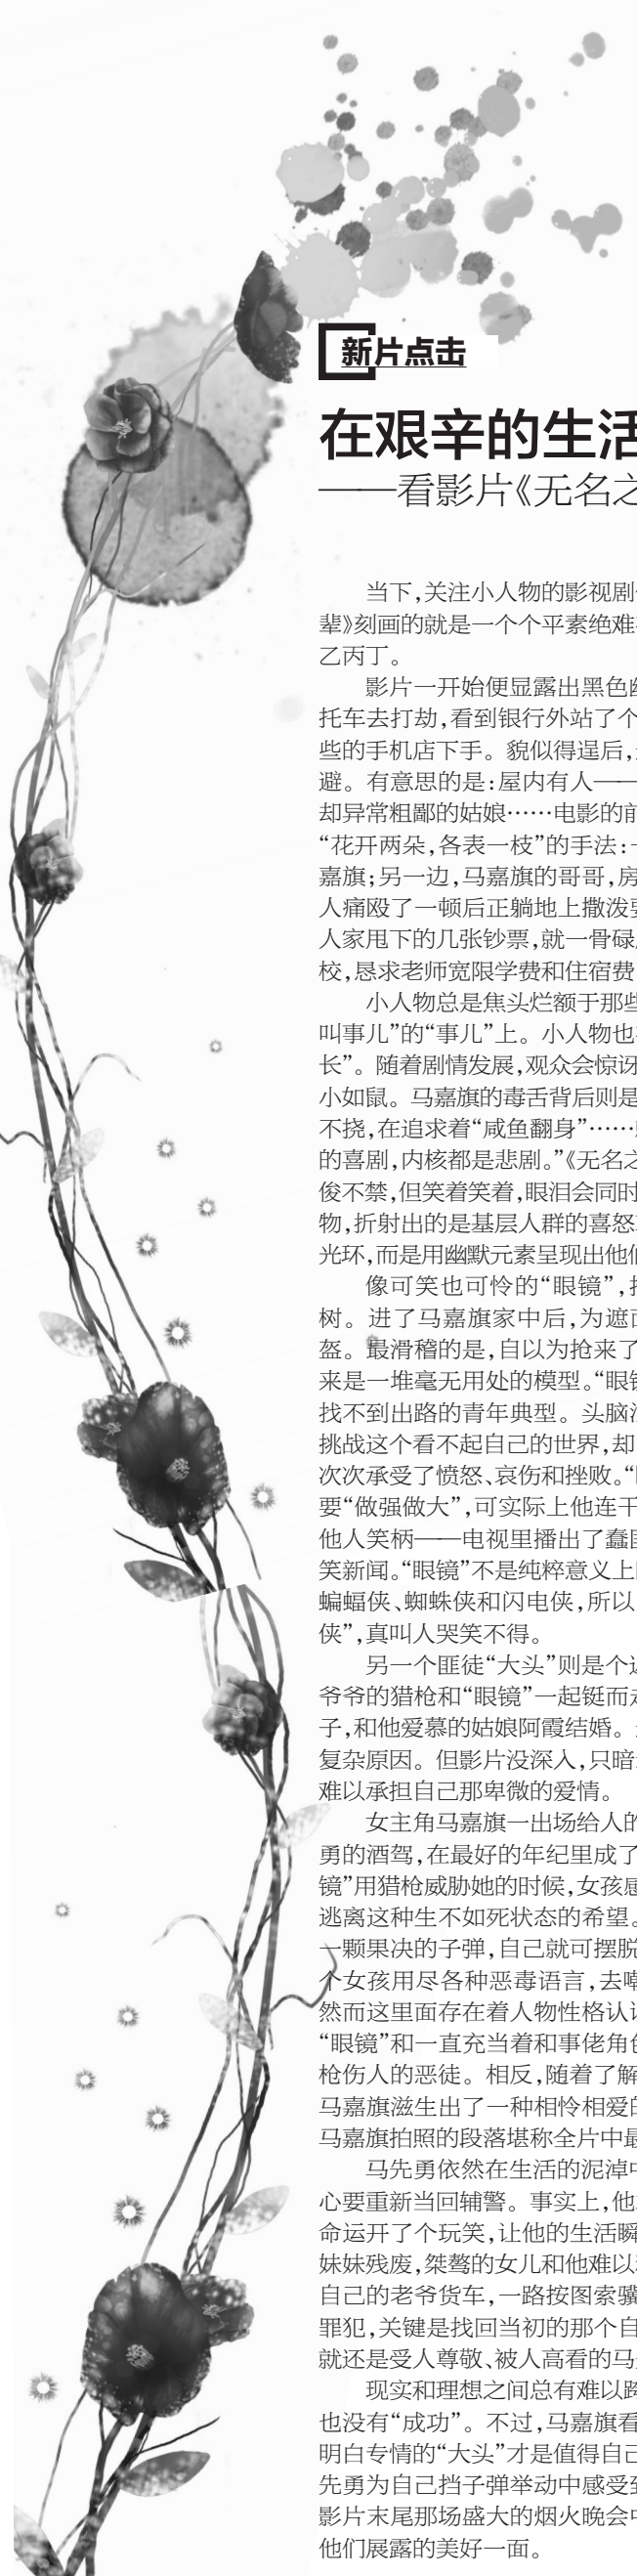 新片点击
在艰辛的生活
——看影片《无名之
当下,关注小人物的影视剧
辈》刻画的就是一个个平素绝难
乙丙丁。
影片一开始便显露出黑色幽
托车去打劫,看到银行外站了个
些的手机店下手。貌似得逞后,
避。有意思的是:屋内有人——
却异常粗鄙的姑娘……电影的前
“花开两朵,各表一枝”的手法:
嘉旗;另一边,马嘉旗的哥哥,房
人痛殴了一顿后正躺地上撒泼
人家甩下的几张钞票,就一骨碌
校,恳求老师宽限学费和住宿费
小人物总是焦头烂额于那些
叫事儿”的“事儿”上。小人物也
长”。随着剧情发展,观众会惊讶
小如鼠。马嘉旗的毒舌背后则是
不挠,在追求着“咸鱼翻身”……
的喜剧,内核都是悲剧。”《无名之
俊不禁,但笑着笑着,眼泪会同时
物,折射出的是基层人群的喜怒
光环,而是用幽默元素呈现出他们
像可笑也可怜的“眼镜”,
树。进了马嘉旗家中后,为遮
盔。最滑稽的是,自以为抢来了
来是一堆毫无用处的模型。“眼镜
找不到出路的青年典型。头脑
挑战这个看不起自己的世界,却
次次承受了愤怒、哀伤和挫败。“
要“做强做大”,可实际上他连干
他人笑柄——电视里播出了蠢
笑新闻。“眼镜”不是纯粹意义上
蝙蝠侠、蜘蛛侠和闪电侠,所以
侠”,真叫人哭笑不得。
另一个匪徒“大头”则是个
爷爷的猎枪和“眼镜”一起铤而
子,和他爱慕的姑娘阿霞结婚。
复杂原因。但影片没深入,只暗
难以承担自己那卑微的爱情。
女主角马嘉旗一出场给人的
勇的酒驾,在最好的年纪里成了
镜”用猎枪威胁她的时候,女孩
逃离这种生不如死状态的希望。
一颗果决的子弹,自己就可摆脱
个女孩用尽各种恶毒语言,去嘲
然而这里面存在着人物性格认
“眼镜”和一直充当着和事佬角
枪伤人的恶徒。相反,随着了解
马嘉旗滋生出了一种相怜相爱的
马嘉旗拍照的段落堪称全片中最
马先勇依然在生活的泥淖中
心要重新当回辅警。事实上,他
命运开了个玩笑,让他的生活瞬
妹妹残废,桀骜的女儿和他难以
自己的老爷货车,一路按图索骥
罪犯,关键是找回当初的那个自
就还是受人尊敬、被人高看的马
现实和理想之间总有难以跨
也没有“成功”。不过,马嘉旗看
明白专情的“大头”才是值得自己
先勇为自己挡子弹举动中感受到
影片末尾那场盛大的烟火晚会中
他们展露的美好一面。